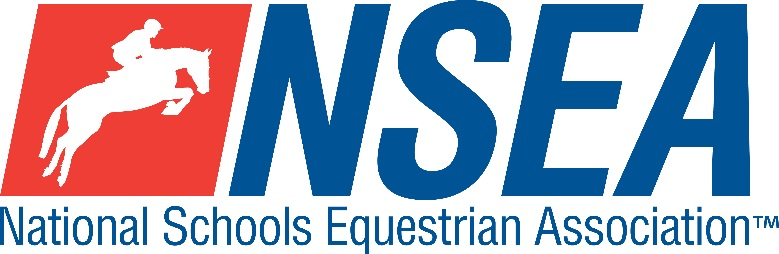 NSEA
National Schools Equestrian Association™